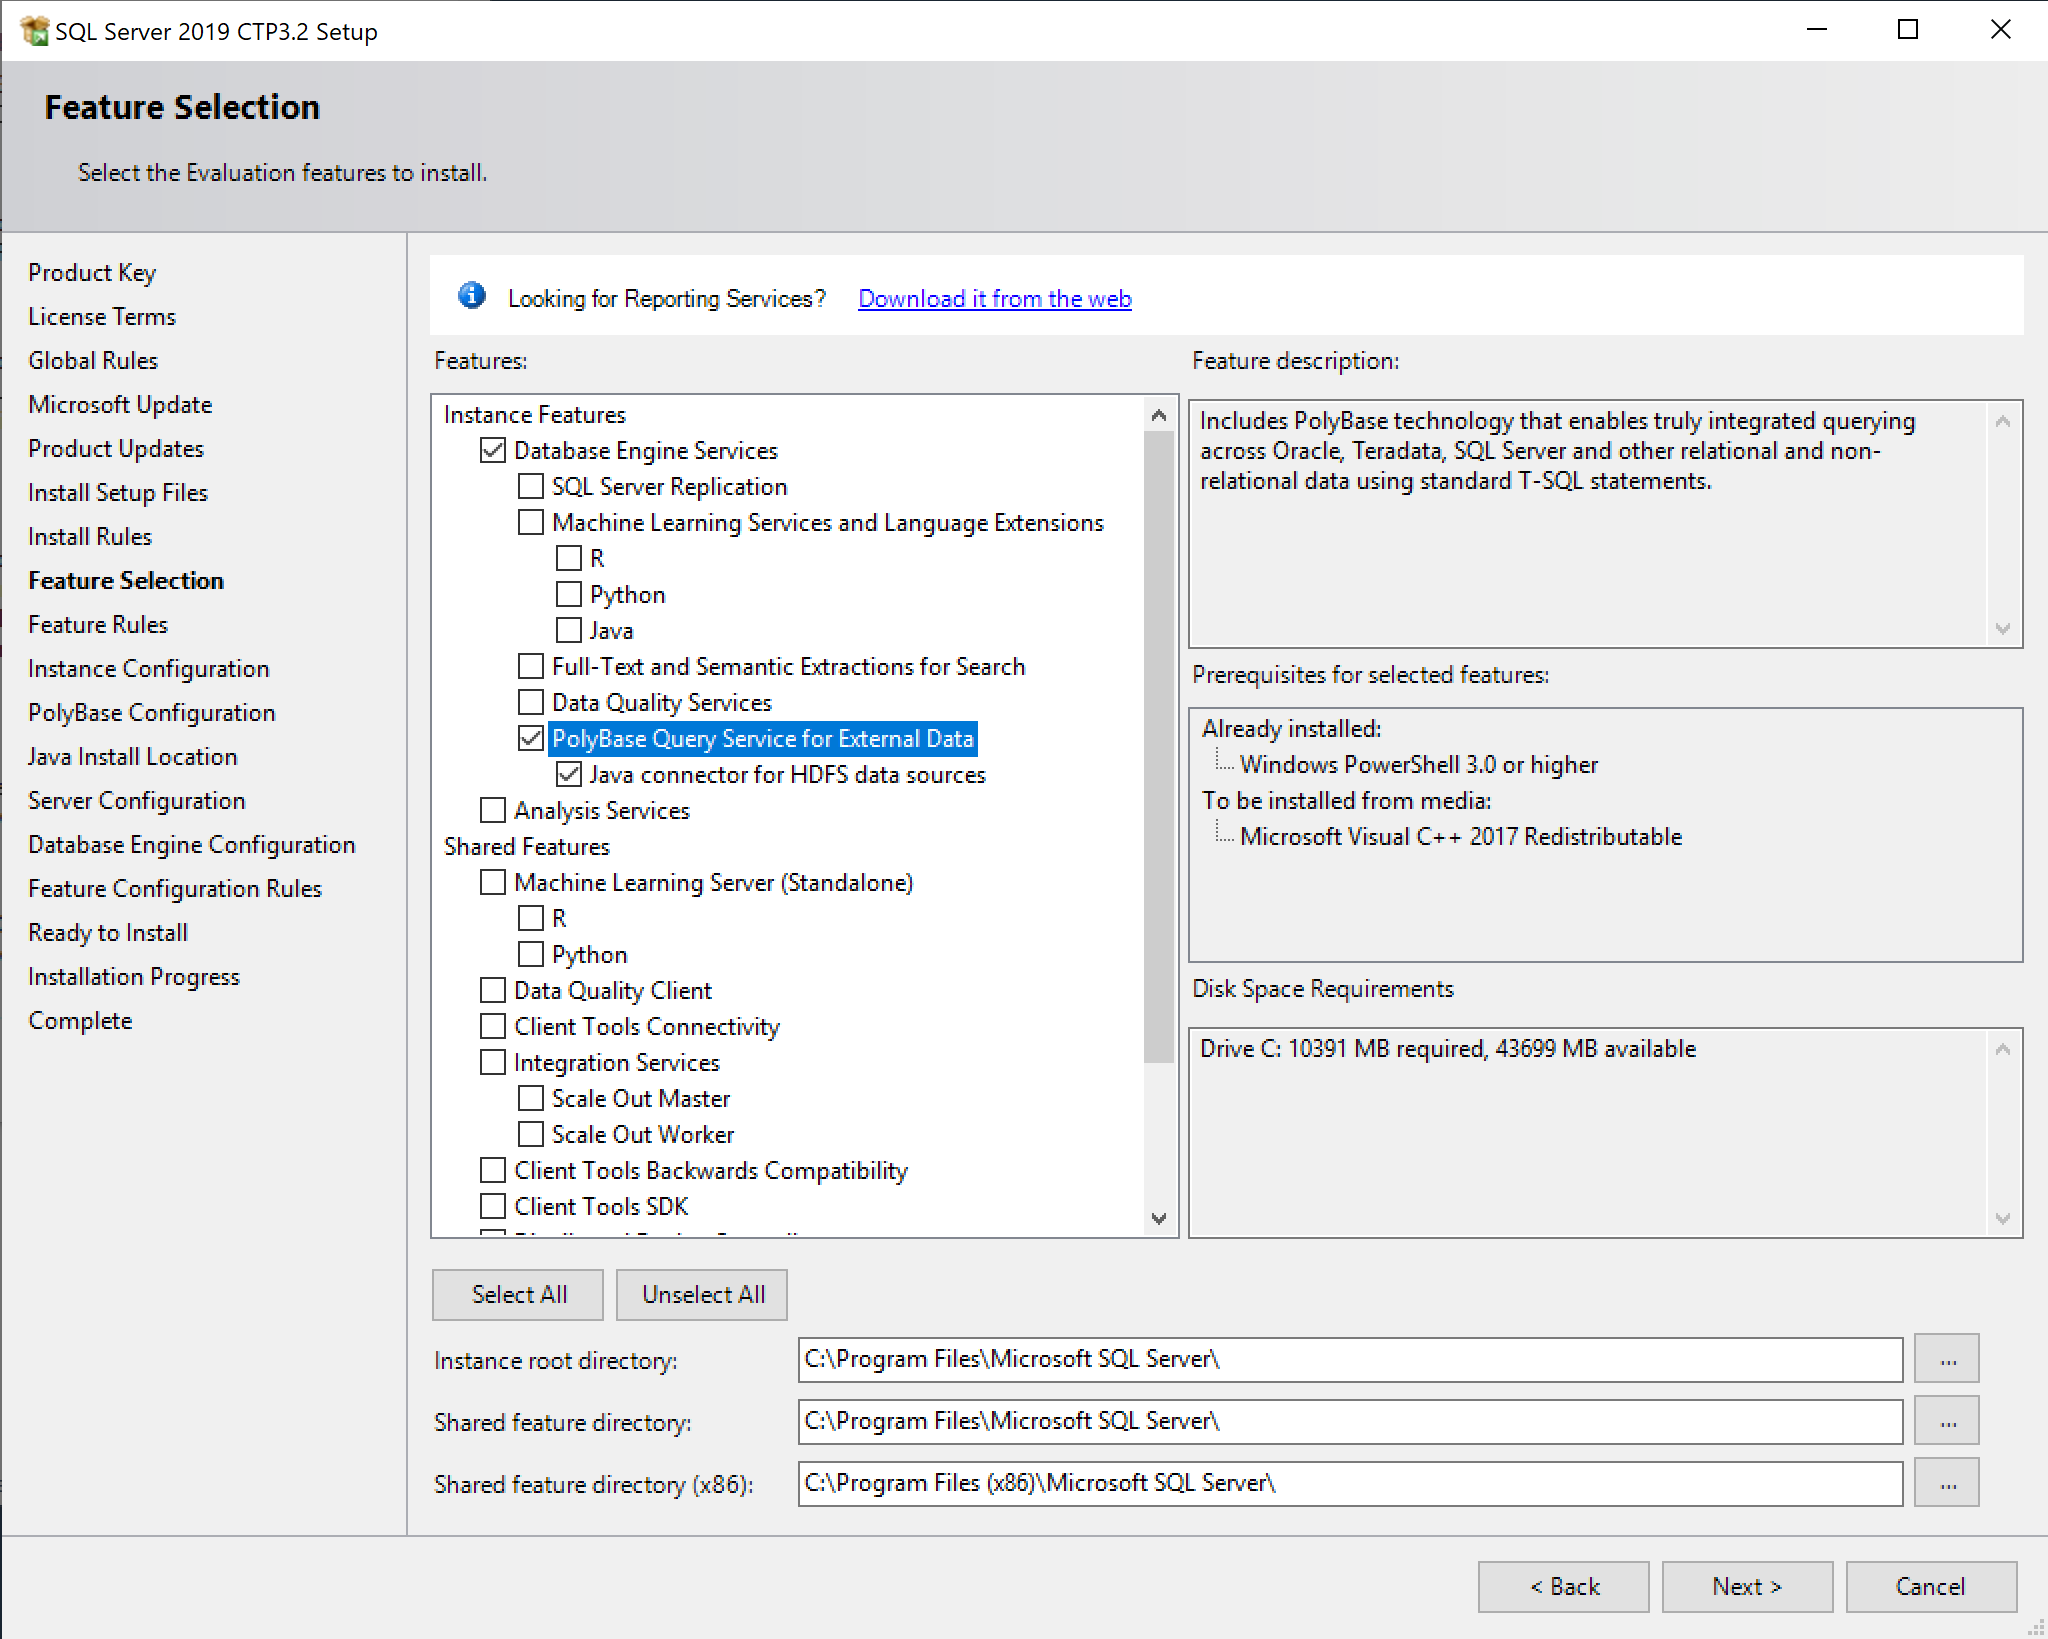 SQL Server 2019 CTP3.2 Setup
Feature Selection
Select the Evaluation features to install.
Product Key
License Terms
Global Rules
Microsoft Update
Product Updates
Install Setup Files
Install Rules
Feature Selection
Feature Rules
Instance Configuration
PolyBase Configuration
Java Install Location
Server Configuration
Database Engine Configuration
Feature Configuration Rules
Ready to Install
Installation Progress
Complete
Looking for Reporting Services? Download it from the web
Features:
Instance Features
Database Engine Services
SQL Server Replication
Machine Learning Services and Language Extensions
R
Python
Java
Full-Text and Semantic Extractions for Search
Data Quality Services
PolyBase Query Service for External Data
Java connector for HDFS data sources
Analysis Services
Shared Features
Machine Learning Server (Standalone)
R
Python
Data Quality Client
Client Tools Connectivity
Integration Services
Scale Out Master
Scale Out Worker
Client Tools Backwards Compatibility
Client Tools SDK
Feature description:
Includes PolyBase technology that enables truly integrated querying
across Oracle, Teradata, SQL Server and other relational and non-
relational data using standard T-SQL statements.
Prerequisites for selected features:
Already installed:
Windows PowerShell 3.0 or higher
To be installed from media:
Microsoft Visual C++ 2017 Redistributable
Disk Space Requirements
Drive C: 10391 MB required, 43699 MB available
Select All
Unselect All
Instance root directory: C:\Program Files\Microsoft SQL Server\ ...
Shared feature directory: C:\Program Files\Microsoft SQL Server\ ...
Shared feature directory (x86): C:\Program Files (x86)\Microsoft SQL Server\ ...
< Back
Next >
Cancel